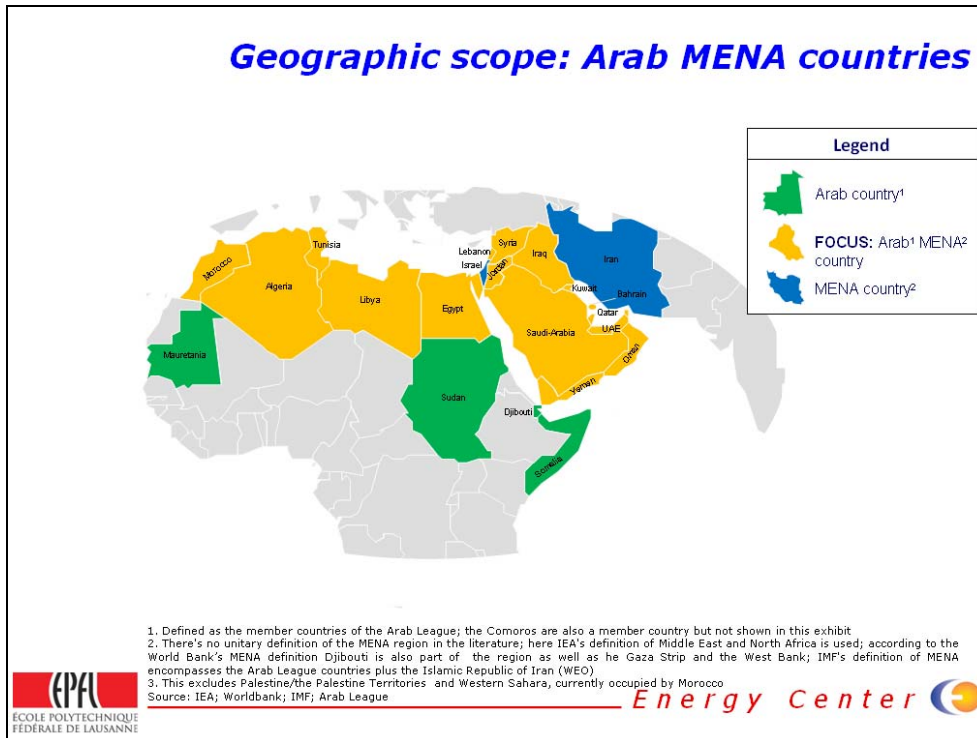 Geographic scope: Arab MENA countries
Legend
Arab country¹
FOCUS: Arab¹ MENA²
country
MENA country²
Tunisia
Morocco
Algeria
Libya
Egypt
Lebanon
Israel
Syria
Jordan
Iraq
Iran
Kuwait
Bahrain
Qatar
UAE
Saudi-Arabia
Oman
Yemen
Mauretania
Sudan
Djibouti
Somalia
1. Defined as the member countries of the Arab League; the Comoros are also a member country but not shown in this exhibit
2. There's no unitary definition of the MENA region in the literature; here IEA's definition of Middle East and North Africa is used; according to the
World Bank's MENA definition Djibouti is also part of the region as well as he Gaza Strip and the West Bank; IMF's definition of MENA
encompasses the Arab League countries plus the Islamic Republic of Iran (WEO)
3. This excludes Palestine/the Palestine Territories and Western Sahara, currently occupied by Morocco
Source: IEA; Worldbank; IMF; Arab League
EPFL
ÉCOLE POLYTECHNIQUE
FÉDÉRALE DE LAUSANNE
Energy Center